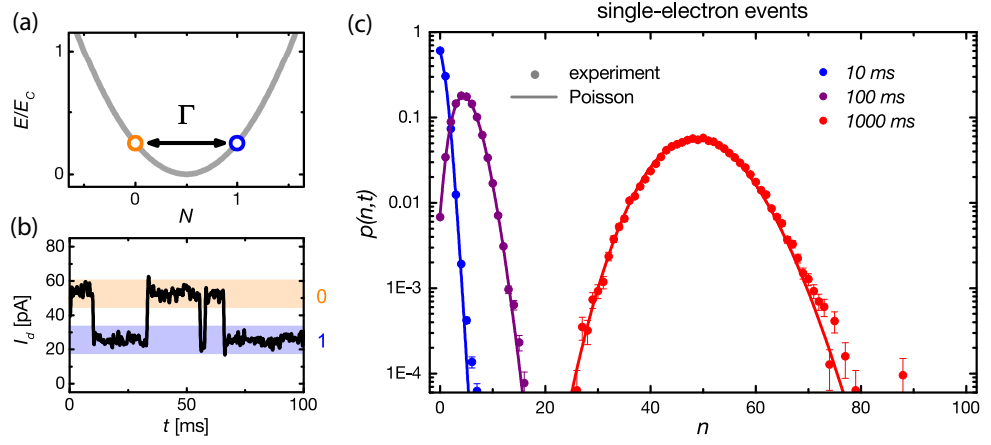 (a)
E/E_C
1
0
Γ
0
1
N
(b)
I_d [pA]
80
60
40
20
0
0
1
0
50
100
t [ms]
(c)
single-electron events
p(n,t)
1
0.1
0.01
1E-3
1E-4
experiment
Poisson
10 ms
100 ms
1000 ms
0
20
40
60
80
100
n